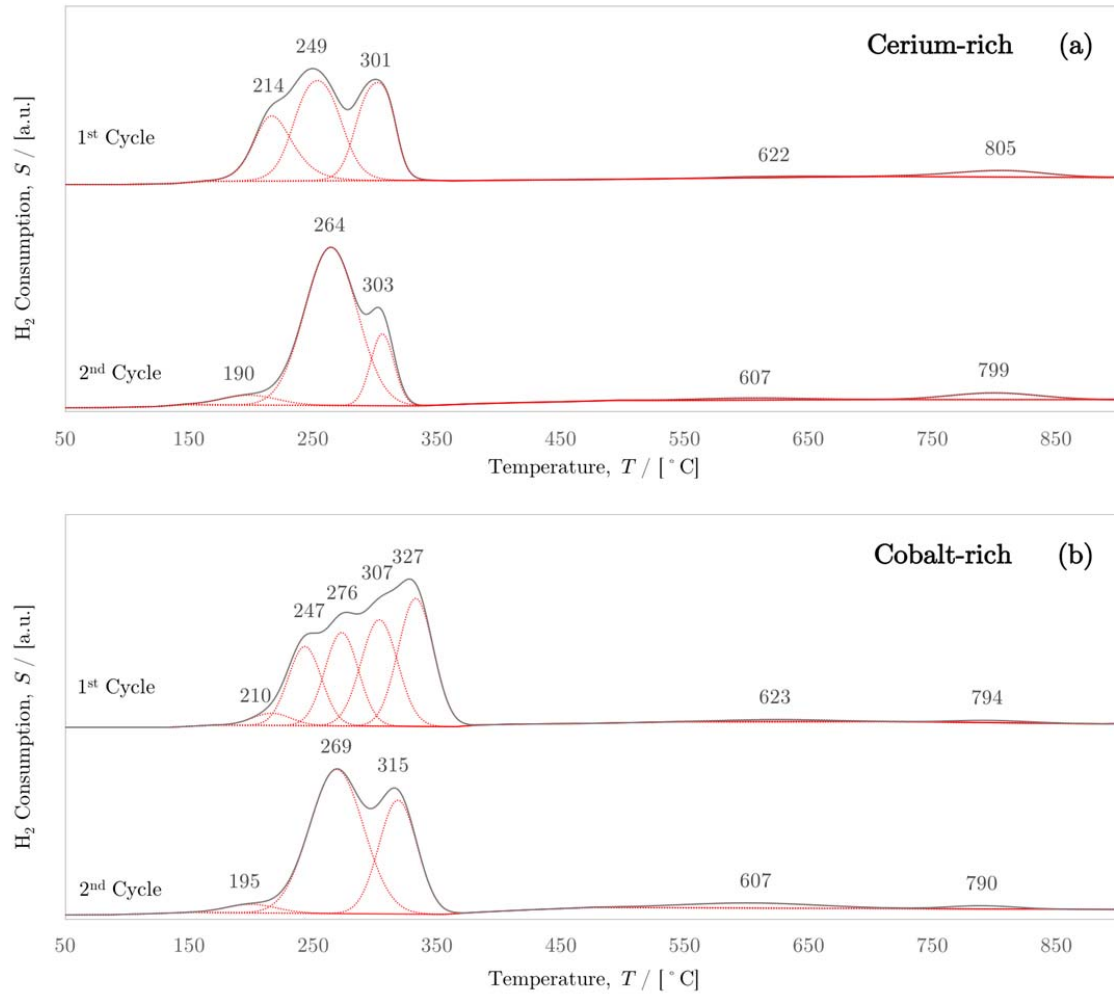 Cerium-rich (a)
H₂ Consumption, S / [a.u.]
1st Cycle
214
249
301
622
805
2nd Cycle
190
264
303
607
799
50 150 250 350 450 550 650 750 850
Temperature, T / [ °C]
Cobalt-rich (b)
H₂ Consumption, S / [a.u.]
1st Cycle
210
247
276
307
327
623
794
2nd Cycle
195
269
315
607
790
50 150 250 350 450 550 650 750 850
Temperature, T / [ °C]